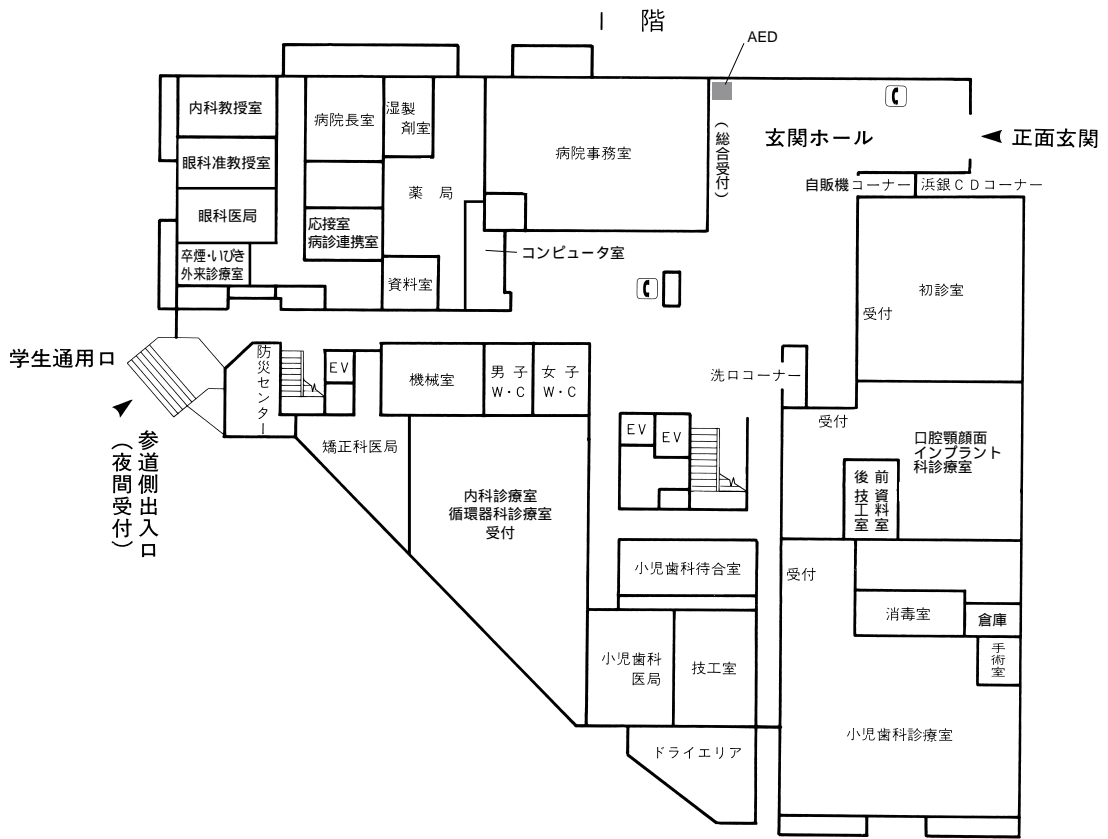 1 階
AED
内科教授室
病院長室
湿製
剤室
病院事務室
(総合受付)
玄関ホール
正面玄関
眼科准教授室
自販機コーナー
浜銀CDコーナー
薬 局
眼科医局
応接室
病診連携室
コンピュータ室
卒煙・いびき
外来診療室
資料室
初診室
受付
学生通用口
防災センター
EV
機械室
男 子
W・C
女 子
W・C
洗口コーナー
受付
参道側出入口
(夜間受付)
矯正科医局
EV
EV
口腔顎顔面
インプラント
科診療室
内科診療室
循環器科診療室
受付
前 資料室
後 技工室
小児歯科待合室
受付
消毒室
倉庫
手術室
小児歯科
医局
技工室
小児歯科診療室
ドライエリア